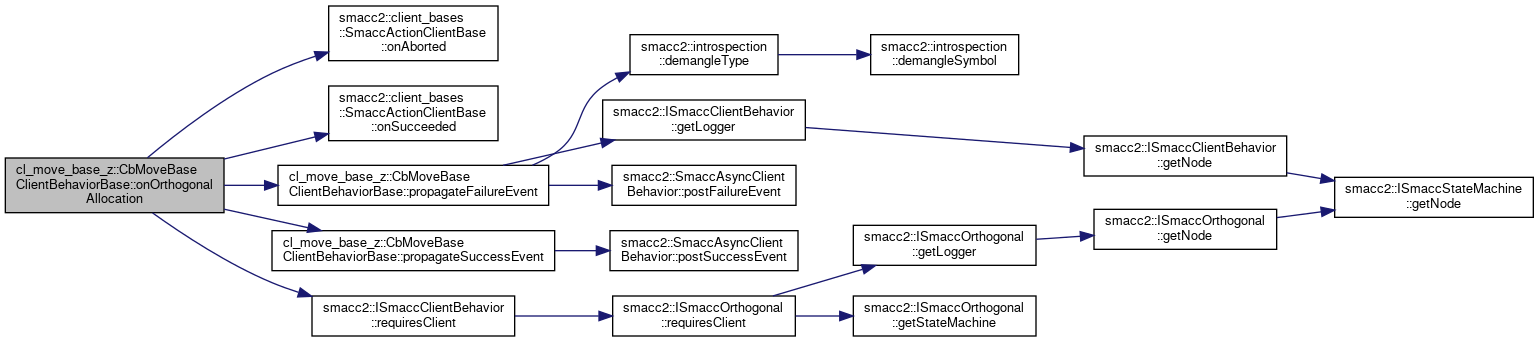 smacc2::client_bases
::SmaccActionClientBase
::onAborted
smacc2::introspection
::demangleType
smacc2::introspection
::demangleSymbol
smacc2::client_bases
::SmaccActionClientBase
::onSucceeded
smacc2::ISmaccClientBehavior
::getLogger
smacc2::ISmaccClientBehavior
::getNode
cl_move_base_z::CbMoveBase
ClientBehaviorBase::onOrthogonal
Allocation
cl_move_base_z::CbMoveBase
ClientBehaviorBase::propagateFailureEvent
smacc2::SmaccAsyncClient
Behavior::postFailureEvent
smacc2::ISmaccStateMachine
::getNode
cl_move_base_z::CbMoveBase
ClientBehaviorBase::propagateSuccessEvent
smacc2::SmaccAsyncClient
Behavior::postSuccessEvent
smacc2::ISmaccOrthogonal
::getLogger
smacc2::ISmaccOrthogonal
::getNode
smacc2::ISmaccClientBehavior
::requiresClient
smacc2::ISmaccOrthogonal
::requiresClient
smacc2::ISmaccOrthogonal
::getStateMachine